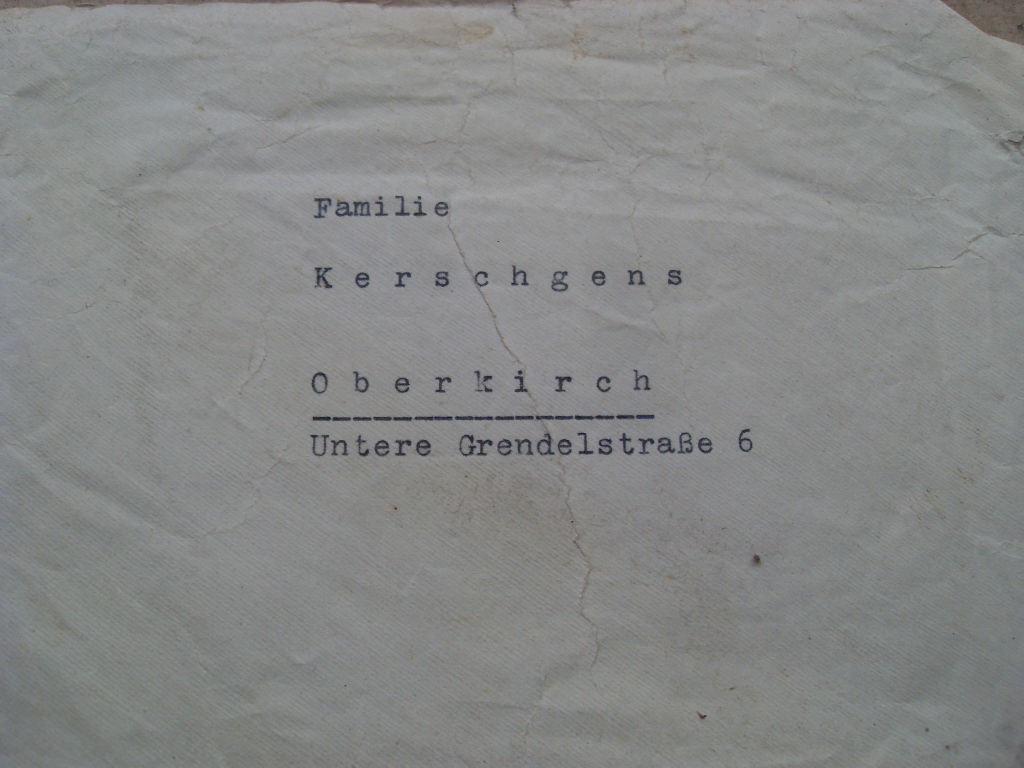 Familie
K e r s c h g e n s
O b e r k i r c h
Untere Grendelstraße 6